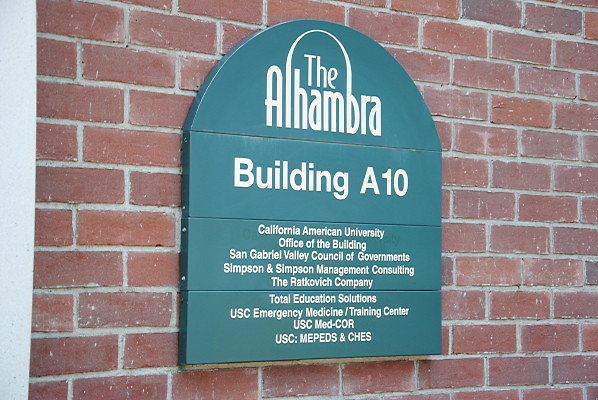 The
Alhambra
Building A10
California American University
Office of the Building
San Gabriel Valley Council of Governments
Simpson & Simpson Management Consulting
The Ratkovich Company
Total Education Solutions
USC Emergency Medicine / Training Center
USC Med-COR
USC: MEPEDS & CHES